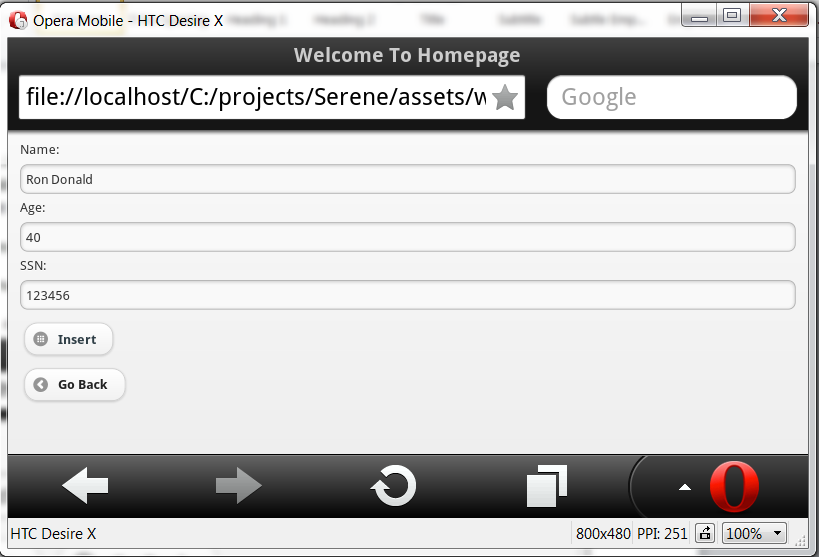 Opera Mobile - HTC Desire X
Heading 1 Heading 2 Title Subtitle Subtle Emp...
Welcome To Homepage
file://localhost/C:/projects/Serene/assets/w
Google
Name:
Ron Donald
Age:
40
SSN:
123456
Insert
Go Back
HTC Desire X 800x480 PPI: 251 100%